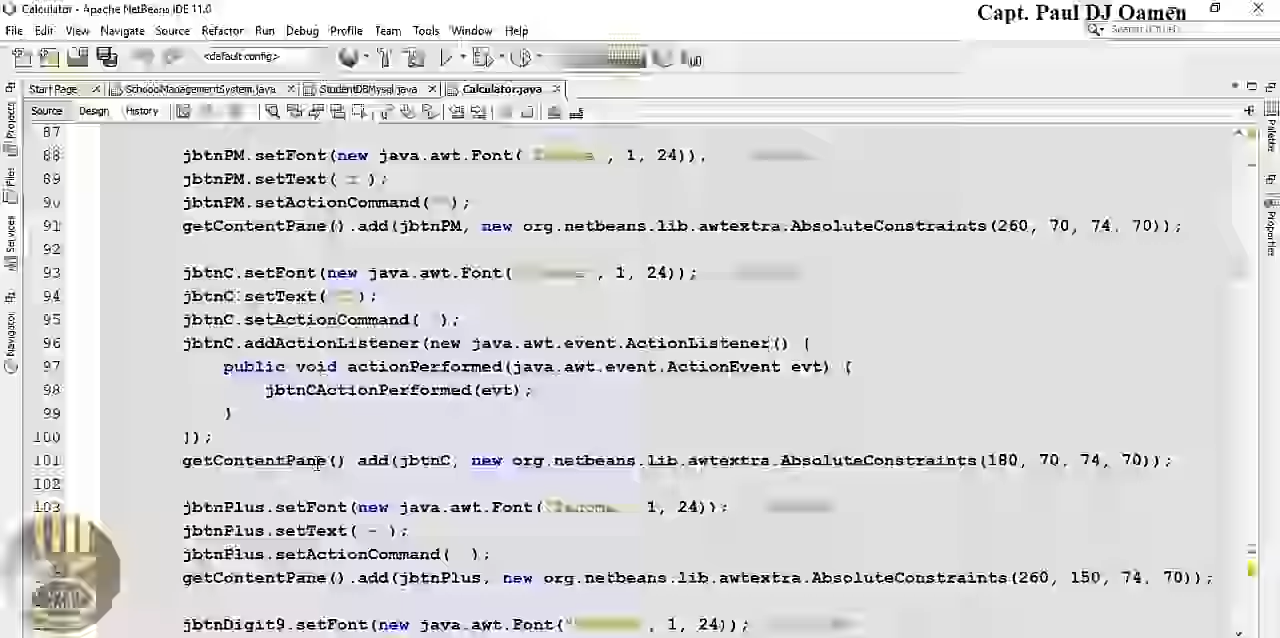 Calculator - Apache NetBeans IDE 11.0
Capt. Paul DJ Oamen
File Edit View Navigate Source Refactor Run Debug Profile Team Tools Window Help
Search (Ctrl+I)
<default config>
Start Page SchoolManagementSystem.java StudentDBMysql.java Calculator.java
Source Design History
Projects
Files
Services
Navigator
Palette
Properties
87
88 jbtnPM.setFont(new java.awt.Font( , 1, 24)),
89 jbtnPM.setText( );
90 jbtnPM.setActionCommand( );
91 getContentPane().add(jbtnPM, new org.netbeans.lib.awtextra.AbsoluteConstraints(260, 70, 74, 70));
92
93 jbtnC.setFont(new java.awt.Font( , 1, 24));
94 jbtnC.setText( );
95 jbtnC.setActionCommand( );
96 jbtnC.addActionListener(new java.awt.event.ActionListener() {
97 public void actionPerformed(java.awt.event.ActionEvent evt) {
98 jbtnCActionPerformed(evt);
99 }
100 });
101 getContentPane() add(jbtnC, new org.netbeans.lib.awtextra.AbsoluteConstraints(180, 70, 74, 70));
102
103 jbtnPlus.setFont(new java.awt.Font( 1, 24));
jbtnPlus.setText( );
jbtnPlus.setActionCommand( );
getContentPane().add(jbtnPlus, new org.netbeans.lib.awtextra.AbsoluteConstraints(260, 150, 74, 70));
jbtnDigit9.setFont(new java.awt.Font(" , 1, 24));